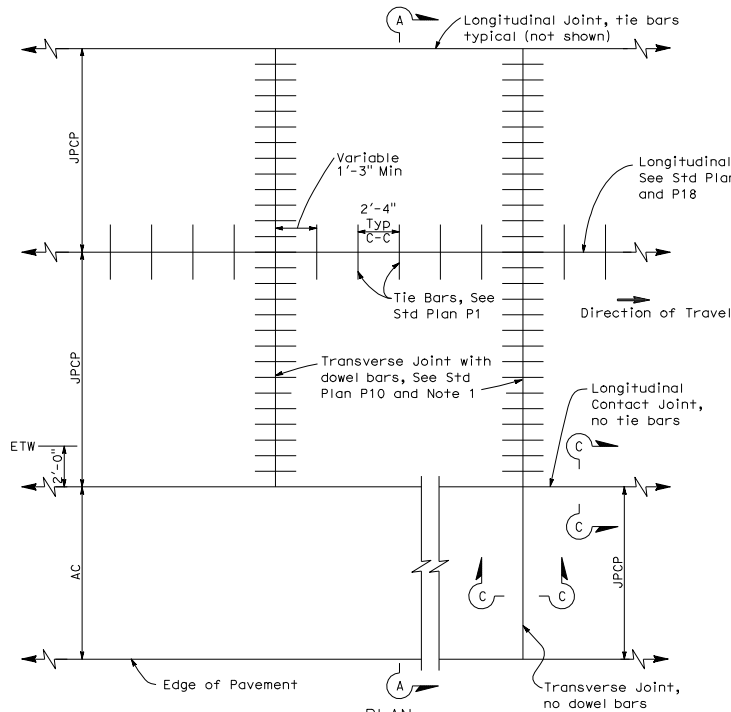 A
Longitudinal Joint, tie bars
typical (not shown)
JPCP
Variable
1'-3" Min
Longitudinal
See Std Plan
and P18
2'-4"
Typ
C-C
Tie Bars, See
Std Plan P1
Direction of Travel
JPCP
Transverse Joint with
dowel bars, See Std
Plan P10 and Note 1
Longitudinal
Contact Joint,
no tie bars
ETW
2'-0"
C
C
AC
C
C
JPCP
Edge of Pavement
A
Transverse Joint,
no dowel bars
PLAN